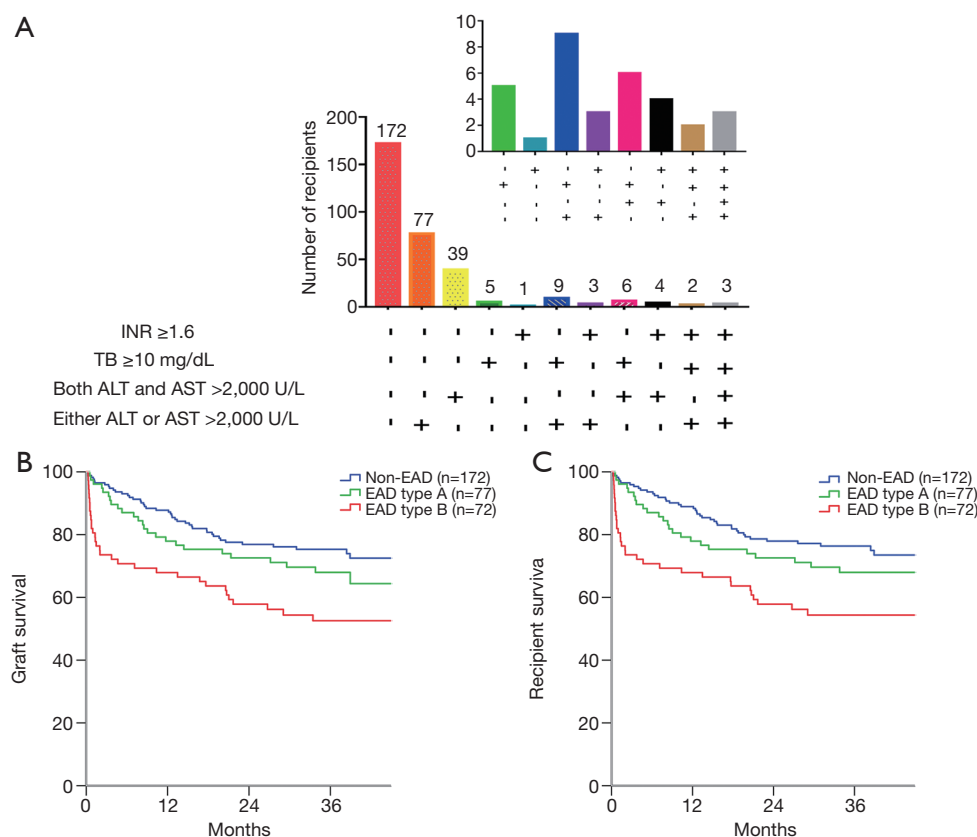 A
10
8
6
4
2
0
- + - + - + + +
+ - + - + - + +
- - - - + + - +
- - + + - - + +
Number of recipients
200
150
100
50
0
172
77
39
5
1
9
3
6
4
2
3
INR ≥1.6 - - - - + - + - + + +
TB ≥10 mg/dL - - - + - + - + - + +
Both ALT and AST >2,000 U/L - - + - - - - + + - +
Either ALT or AST >2,000 U/L - + - - - + + - - + +
B
Graft survival
100
80
60
40
20
0
Non-EAD (n=172)
EAD type A (n=77)
EAD type B (n=72)
0 12 24 36
Months
C
Recipient surviva
100
80
60
40
20
0
Non-EAD (n=172)
EAD type A (n=77)
EAD type B (n=72)
0 12 24 36
Months